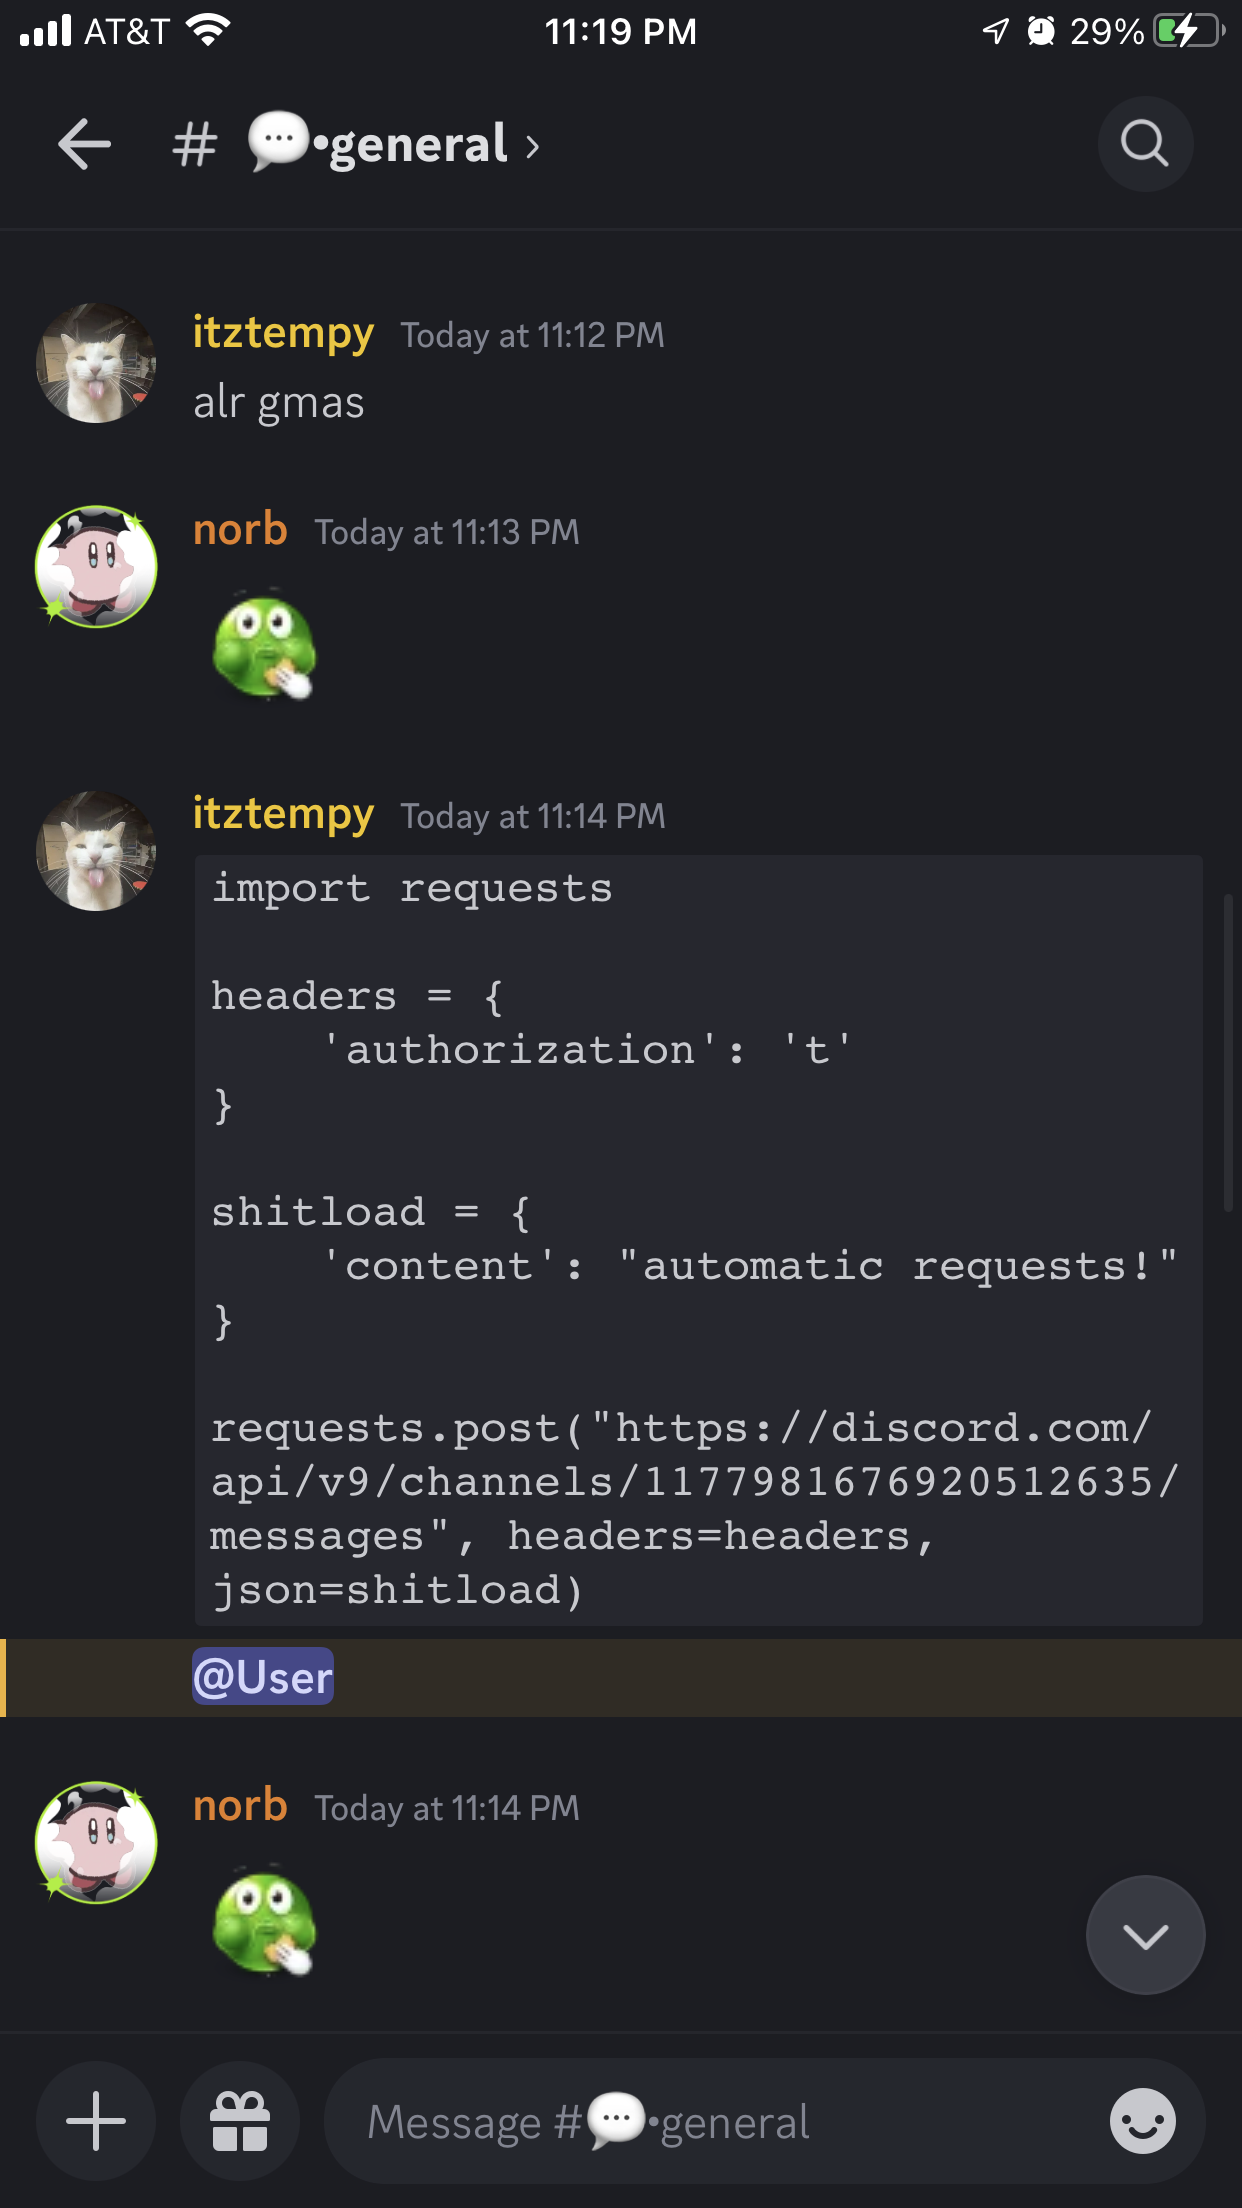 AT&T 11:19 PM 29%
# 💬•general ›
itztempy Today at 11:12 PM
alr gmas
norb Today at 11:13 PM
itztempy Today at 11:14 PM
import requests
headers = {
    'authorization': 't'
}
shitload = {
    'content': "automatic requests!"
}
requests.post("https://discord.com/
api/v9/channels/1177981676920512635/
messages", headers=headers,
json=shitload)
@User
norb Today at 11:14 PM
Message #💬•general